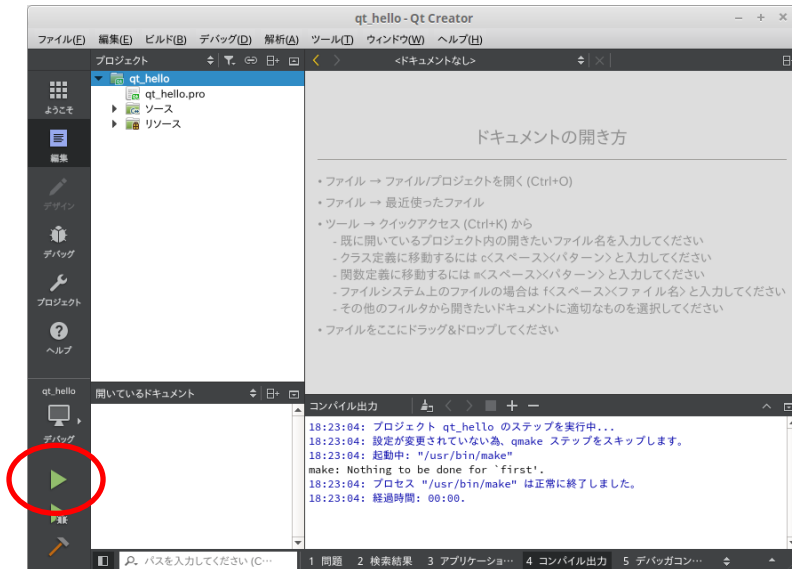 qt_hello - Qt Creator
ファイル(F) 編集(E) ビルド(B) デバッグ(D) 解析(A) ツール(T) ウィンドウ(W) ヘルプ(H)
プロジェクト
<ドキュメントなし>
qt_hello
qt_hello.pro
ソース
リソース
ようこそ
編集
デザイン
デバッグ
プロジェクト
ヘルプ
qt_hello
デバッグ
ドキュメントの開き方
• ファイル → ファイル/プロジェクトを開く (Ctrl+O)
• ファイル → 最近使ったファイル
• ツール → クイックアクセス (Ctrl+K) から
- 既に開いているプロジェクト内の開きたいファイル名を入力してください
- クラス定義に移動するには c<スペース><パターン> と入力してください
- 関数定義に移動するには m<スペース><パターン> と入力してください
- ファイルシステム上のファイルの場合は f<スペース><ファイル名> と入力してください
- その他のフィルタから開きたいドキュメントに適切なものを選択してください
• ファイルをここにドラッグ&ドロップしてください
開いているドキュメント
コンパイル出力
18:23:04: プロジェクト qt_hello のステップを実行中...
18:23:04: 設定が変更されていない為、qmake ステップをスキップします。
18:23:04: 起動中: "/usr/bin/make"
make: Nothing to be done for `first'.
18:23:04: プロセス "/usr/bin/make" は正常に終了しました。
18:23:04: 経過時間: 00:00.
パスを入力してください (C…
1 問題 2 検索結果 3 アプリケーショ… 4 コンパイル出力 5 デバッガコン…